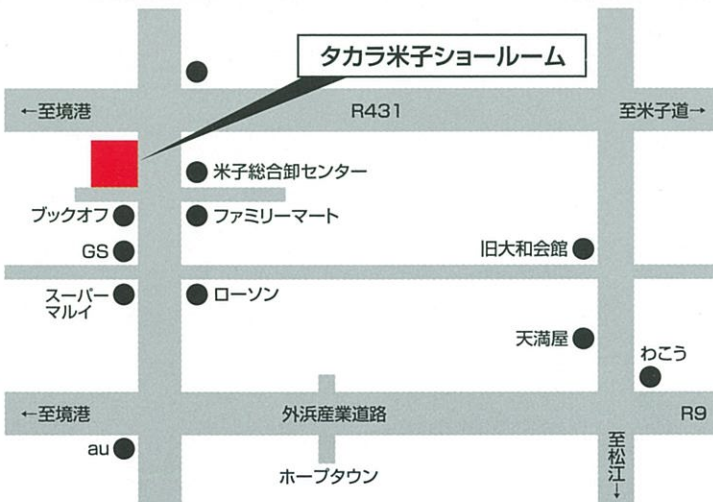 タカラ米子ショールーム
←至境港
R431
至米子道→
米子総合卸センター
ブックオフ
ファミリーマート
GS
旧大和会館
スーパー
マルイ
ローソン
天満屋
わこう
←至境港
外浜産業道路
R9
au
ホープタウン
至松江→